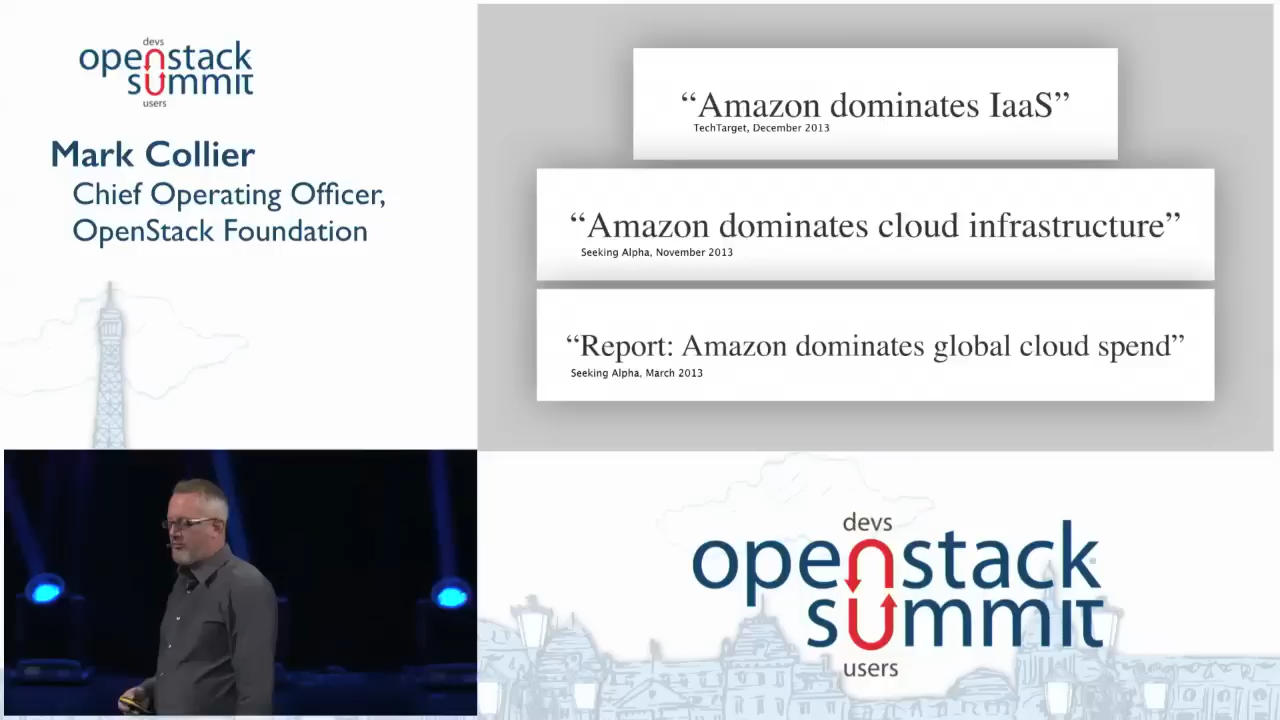 devs
openstack
summit
users
Mark Collier
Chief Operating Officer,
OpenStack Foundation
“Amazon dominates IaaS”
TechTarget, December 2013
“Amazon dominates cloud infrastructure”
Seeking Alpha, November 2013
“Report: Amazon dominates global cloud spend”
Seeking Alpha, March 2013
devs
openstack
summit
users